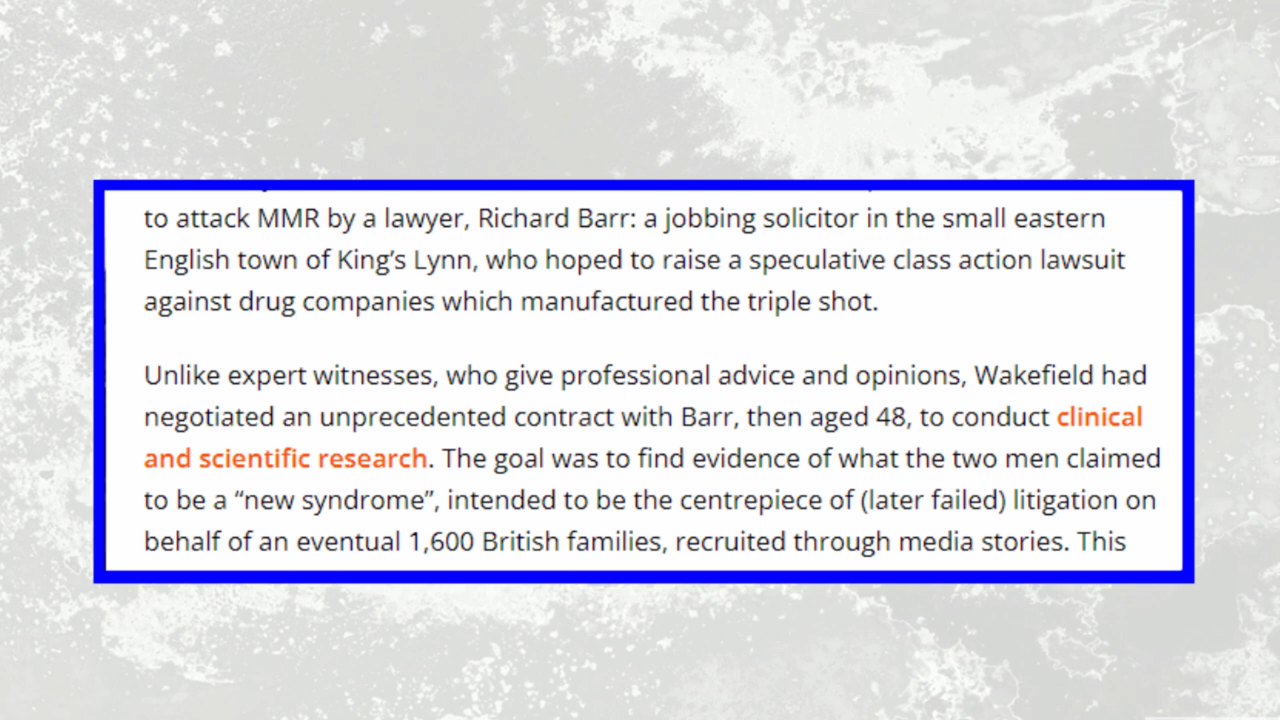 to attack MMR by a lawyer, Richard Barr: a jobbing solicitor in the small eastern
English town of King’s Lynn, who hoped to raise a speculative class action lawsuit
against drug companies which manufactured the triple shot.
Unlike expert witnesses, who give professional advice and opinions, Wakefield had
negotiated an unprecedented contract with Barr, then aged 48, to conduct clinical
and scientific research. The goal was to find evidence of what the two men claimed
to be a “new syndrome”, intended to be the centrepiece of (later failed) litigation on
behalf of an eventual 1,600 British families, recruited through media stories. This